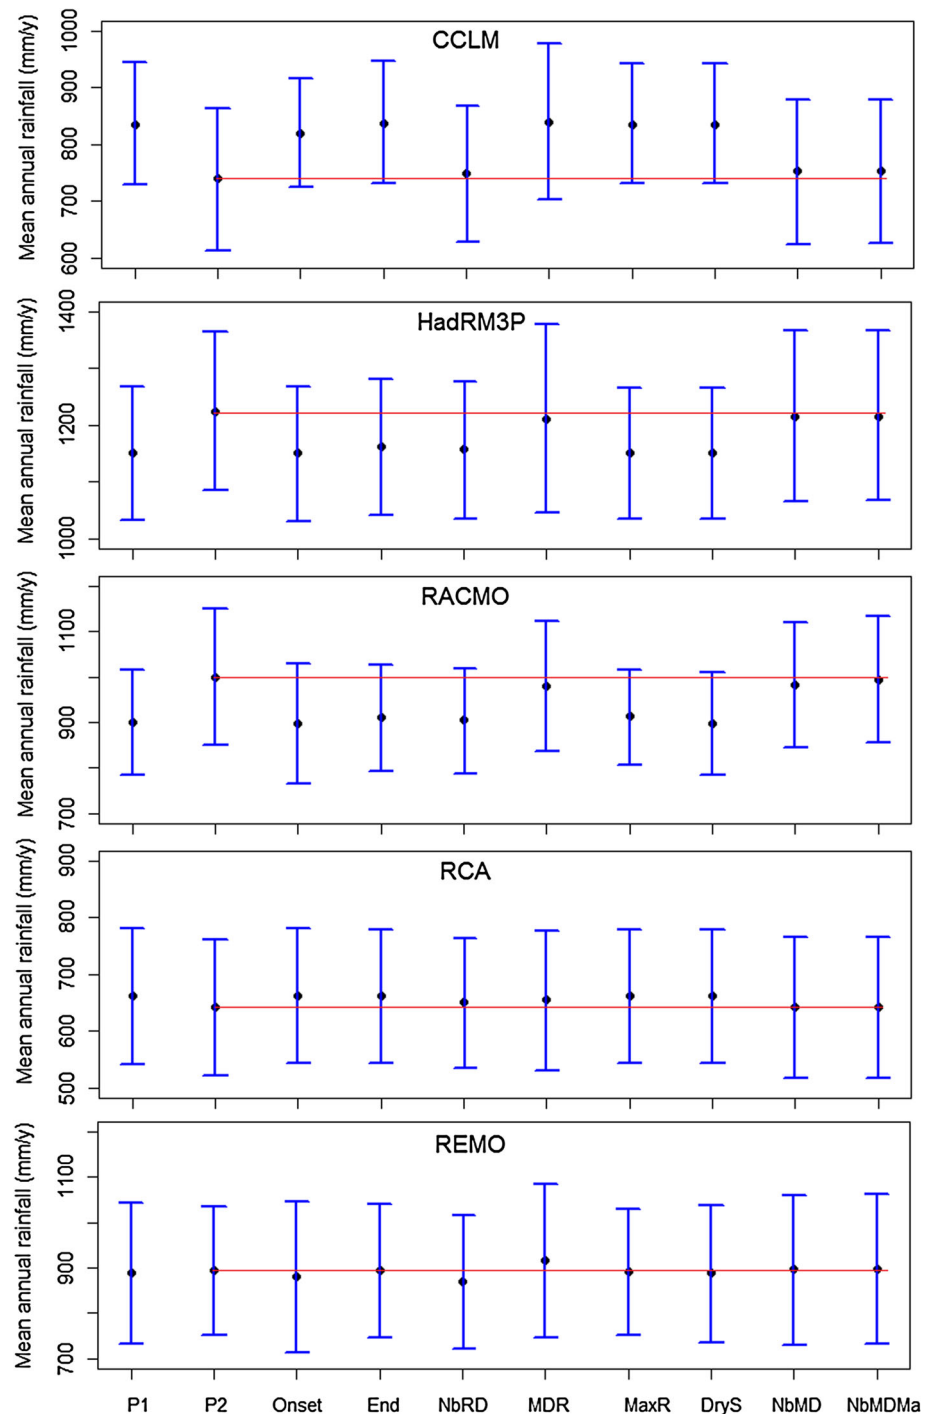 CCLM
Mean annual rainfall (mm/y)
1000
900
800
700
600
HadRM3P
Mean annual rainfall (mm/y)
1400
1200
1000
RACMO
Mean annual rainfall (mm/y)
1100
900
700
RCA
Mean annual rainfall (mm/y)
900
800
700
600
500
REMO
Mean annual rainfall (mm/y)
1100
900
700
P1 P2 Onset End NbRD MDR MaxR DryS NbMD NbMDMa